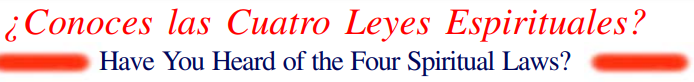 ¿Conoces las Cuatro Leyes Espirituales?
Have You Heard of the Four Spiritual Laws?